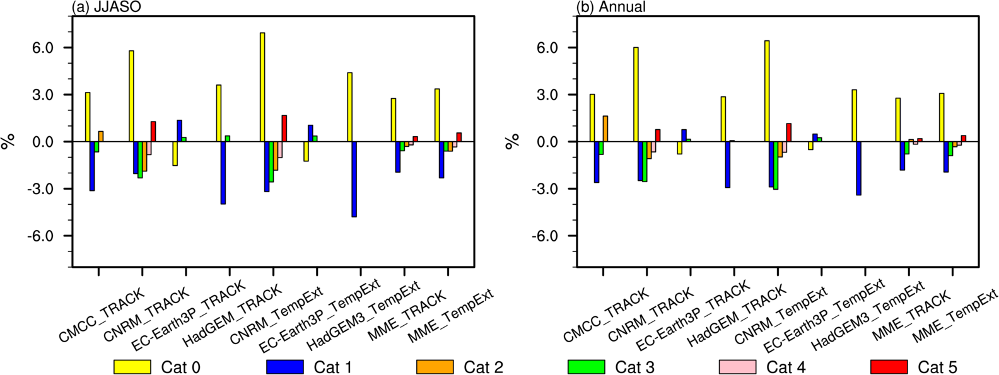 (a) JJASO
(b) Annual
%
6.0
3.0
0.0
-3.0
-6.0
%
6.0
3.0
0.0
-3.0
-6.0
CMCC_TRACK
CNRM_TRACK
EC-Earth3P_TRACK
HadGEM_TRACK
CNRM_TempExt
EC-Earth3P_TempExt
HadGEM3_TempExt
MME_TRACK
MME_TempExt
CMCC_TRACK
CNRM_TRACK
EC-Earth3P_TRACK
HadGEM_TRACK
CNRM_TempExt
EC-Earth3P_TempExt
HadGEM3_TempExt
MME_TRACK
MME_TempExt
Cat 0 Cat 1 Cat 2 Cat 3 Cat 4 Cat 5